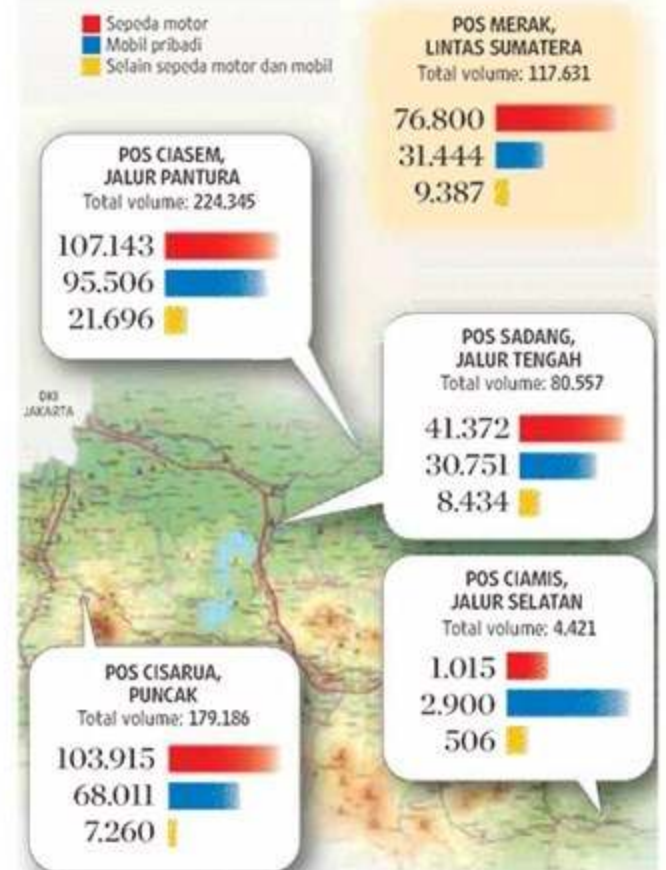 Sepeda motor
Mobil pribadi
Selain sepeda motor dan mobil
POS MERAK,
LINTAS SUMATERA
Total volume: 117.631
76.800
31.444
9.387
POS CIASEM,
JALUR PANTURA
Total volume: 224.345
107.143
95.506
21.696
POS SADANG,
JALUR TENGAH
Total volume: 80.557
41.372
30.751
8.434
DKI
JAKARTA
POS CIAMIS,
JALUR SELATAN
Total volume: 4.421
1.015
2.900
506
POS CISARUA,
PUNCAK
Total volume: 179.186
103.915
68.011
7.260